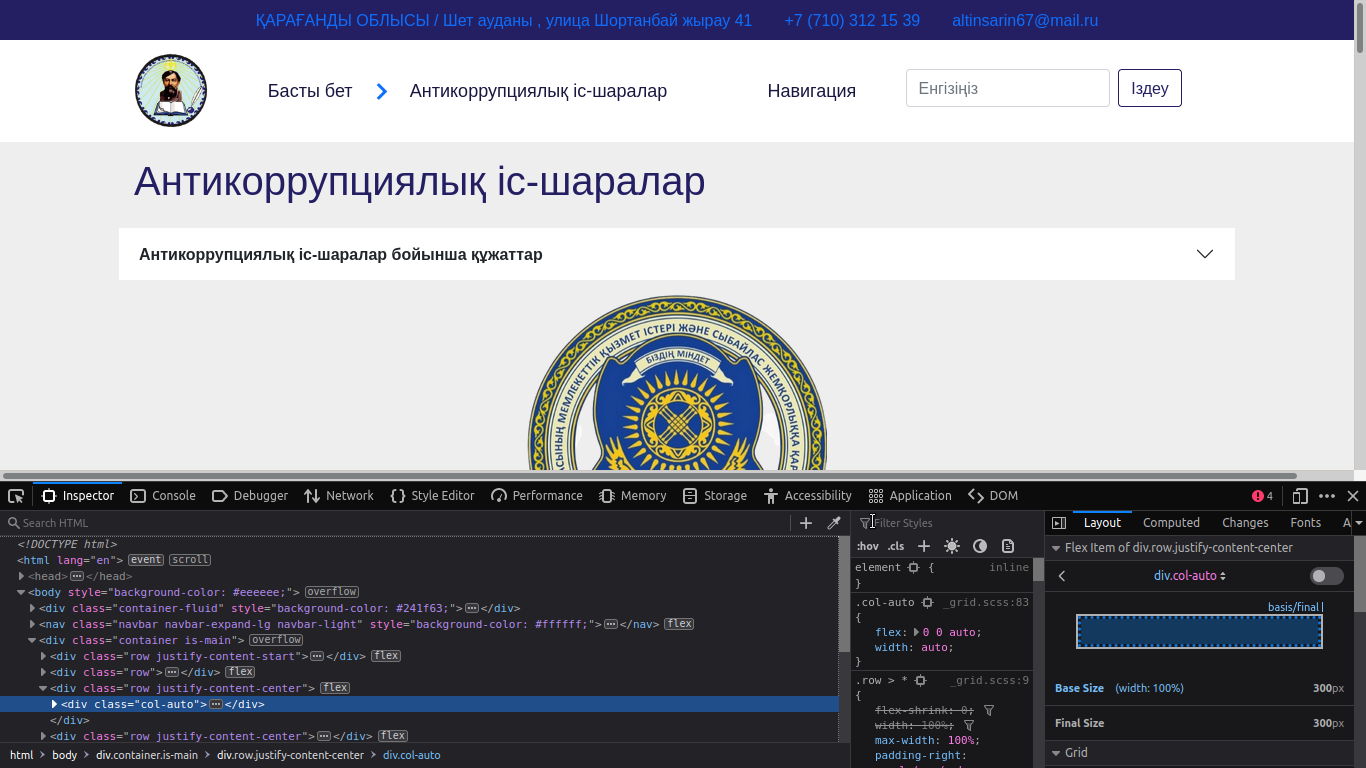 ҚАРАҒАНДЫ ОБЛЫСЫ / Шет ауданы , улица Шортанбай жырау 41 +7 (710) 312 15 39 altinsarin67@mail.ru
Басты бет Антикоррупциялық іс-шаралар Навигация Енгізіңіз Іздеу
Антикоррупциялық іс-шаралар
Антикоррупциялық іс-шаралар бойынша құжаттар
МЕМЛЕКЕТТІК ҚЫЗМЕТ ІСТЕРІ ЖӘНЕ СЫБАЙЛАС ЖЕМҚОРЛЫҚҚА
БІЗДІҢ МІНДЕТ
Inspector Console Debugger Network Style Editor Performance Memory Storage Accessibility Application DOM 4
Search HTML Filter Styles Layout Computed Changes Fonts A
<!DOCTYPE html>
<html lang="en"> event scroll
<head> </head>
<body style="background-color: #eeeeee;"> overflow
<div class="container-fluid" style="background-color: #241f63;"> </div>
<nav class="navbar navbar-expand-lg navbar-light" style="background-color: #ffffff;"> </nav> flex
<div class="container is-main"> overflow
<div class="row justify-content-start"> </div> flex
<div class="row"> </div> flex
<div class="row justify-content-center"> flex
<div class="col-auto"> </div>
</div>
<div class="row justify-content-center"> </div> flex
html body div.container.is-main div.row.justify-content-center div.col-auto
:hov .cls
element { inline
}
.col-auto _grid.scss:83
{
flex: 0 0 auto;
width: auto;
}
.row > * _grid.scss:9
{
flex-shrink: 0;
width: 100%;
max-width: 100%;
padding-right:
Flex Item of div.row.justify-content-center
div.col-auto
basis/final
Base Size (width: 100%) 300px
Final Size 300px
Grid